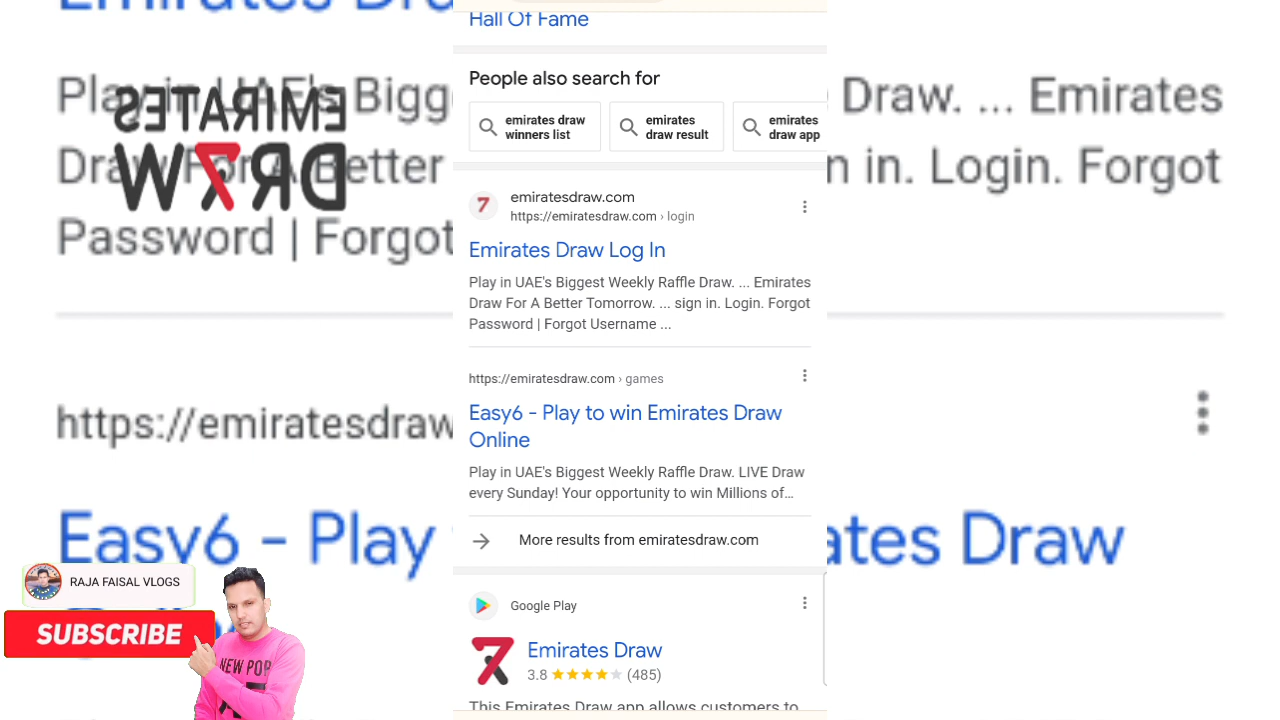 Hall Of Fame
People also search for
emirates draw
winners list
emirates
draw result
emirates
draw app
emiratesdraw.com
https://emiratesdraw.com › login
Emirates Draw Log In
Play in UAE's Biggest Weekly Raffle Draw. ... Emirates
Draw For A Better Tomorrow. ... sign in. Login. Forgot
Password | Forgot Username ...
https://emiratesdraw.com › games
Easy6 - Play to win Emirates Draw
Online
Play in UAE's Biggest Weekly Raffle Draw. LIVE Draw
every Sunday! Your opportunity to win Millions of...
More results from emiratesdraw.com
Google Play
Emirates Draw
3.8 (485)
This Emirates Draw app allows customers to
EMIRATES
DRAW
Play in UAE's Bigg
Draw For A Better
Password | Forgot
https://emiratesdraw
Easy6 - Play
Draw. ... Emirates
n in. Login. Forgot
ates Draw
RAJA FAISAL VLOGS
SUBSCRIBE
NEW POR